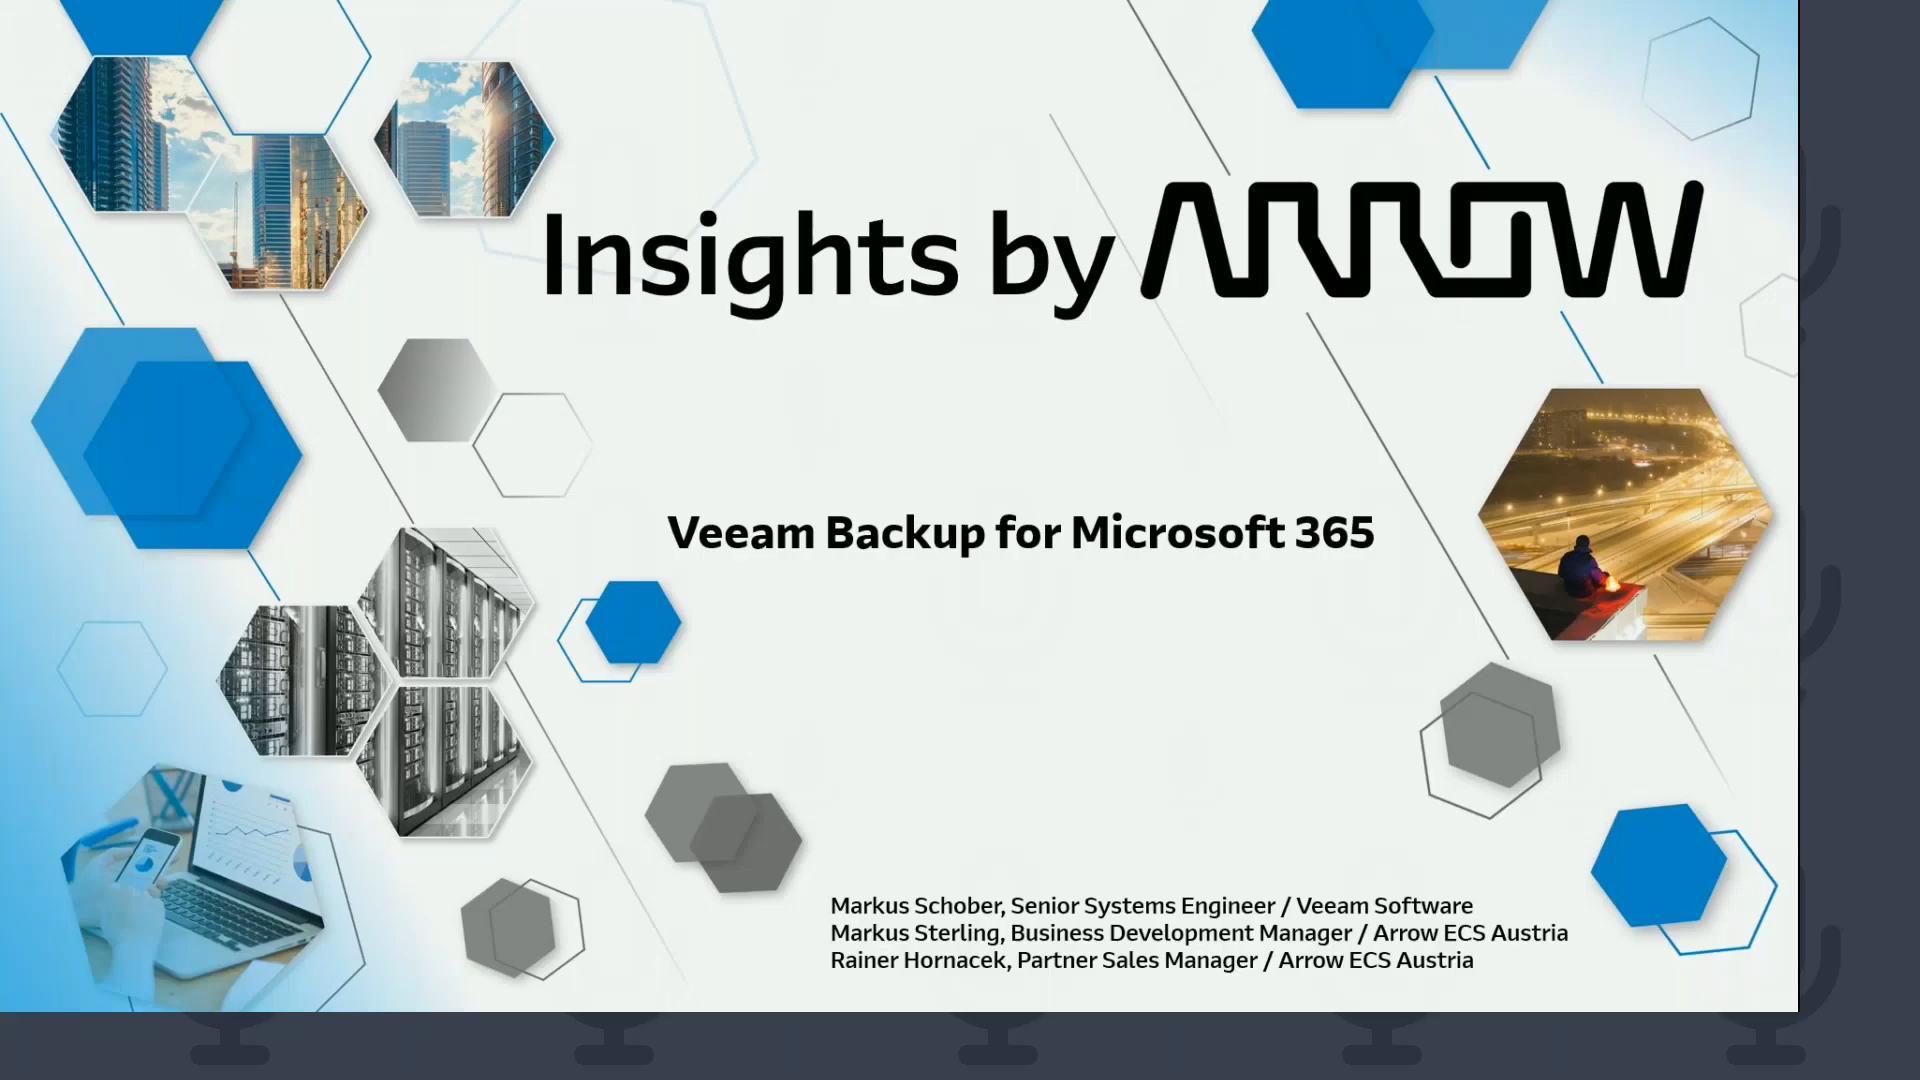 Insights by ARROW
Veeam Backup for Microsoft 365
Markus Schober, Senior Systems Engineer / Veeam Software
Markus Sterling, Business Development Manager / Arrow ECS Austria
Rainer Hornacek, Partner Sales Manager / Arrow ECS Austria